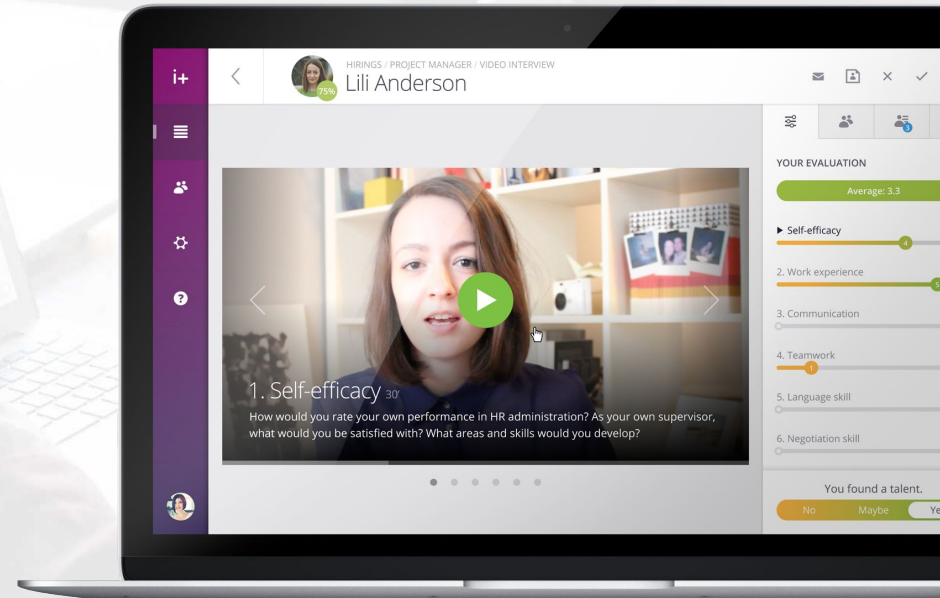 i+
HIRINGS / PROJECT MANAGER / VIDEO INTERVIEW
75%
Lili Anderson
3
YOUR EVALUATION
Average: 3.3
Self-efficacy
4
2. Work experience
5
3. Communication
4. Teamwork
1
5. Language skill
6. Negotiation skill
1. Self-efficacy 30'
How would you rate your own performance in HR administration? As your own supervisor,
what would you be satisfied with? What areas and skills would you develop?
You found a talent.
No Maybe Ye
?